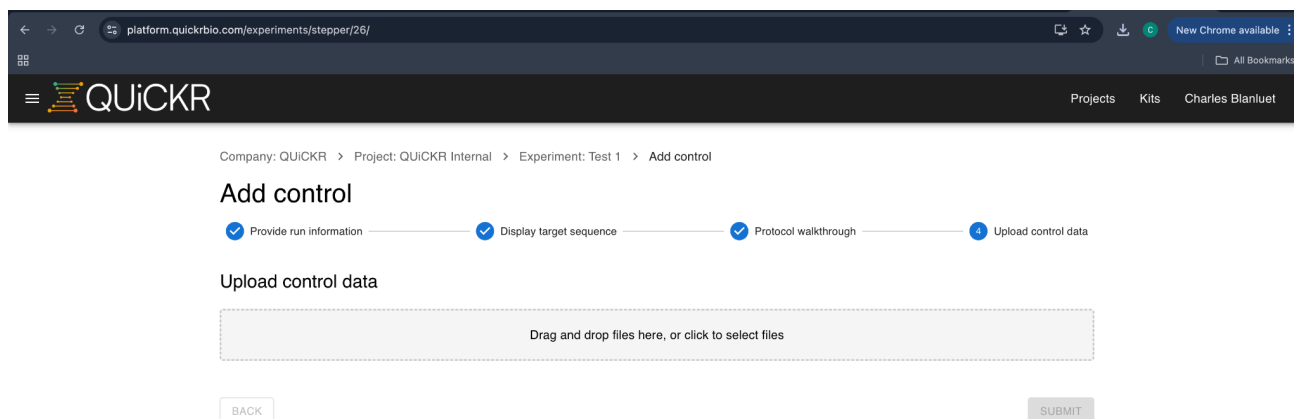 platform.quickrbio.com/experiments/stepper/26/
C
New Chrome available
All Bookmarks
QUiCKR
Projects Kits Charles Blanluet
Company: QUiCKR > Project: QUiCKR Internal > Experiment: Test 1 > Add control
Add control
Provide run information Display target sequence Protocol walkthrough 4 Upload control data
Upload control data
Drag and drop files here, or click to select files
BACK SUBMIT